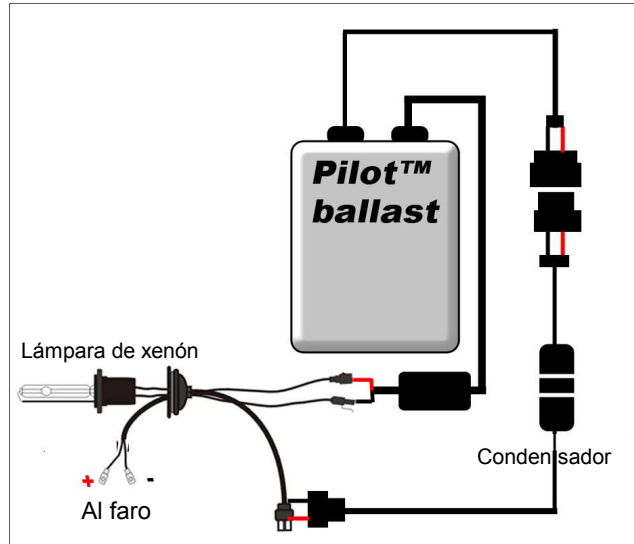 Pilot™
ballast
Lámpara de xenón
Condensador
+ -
Al faro